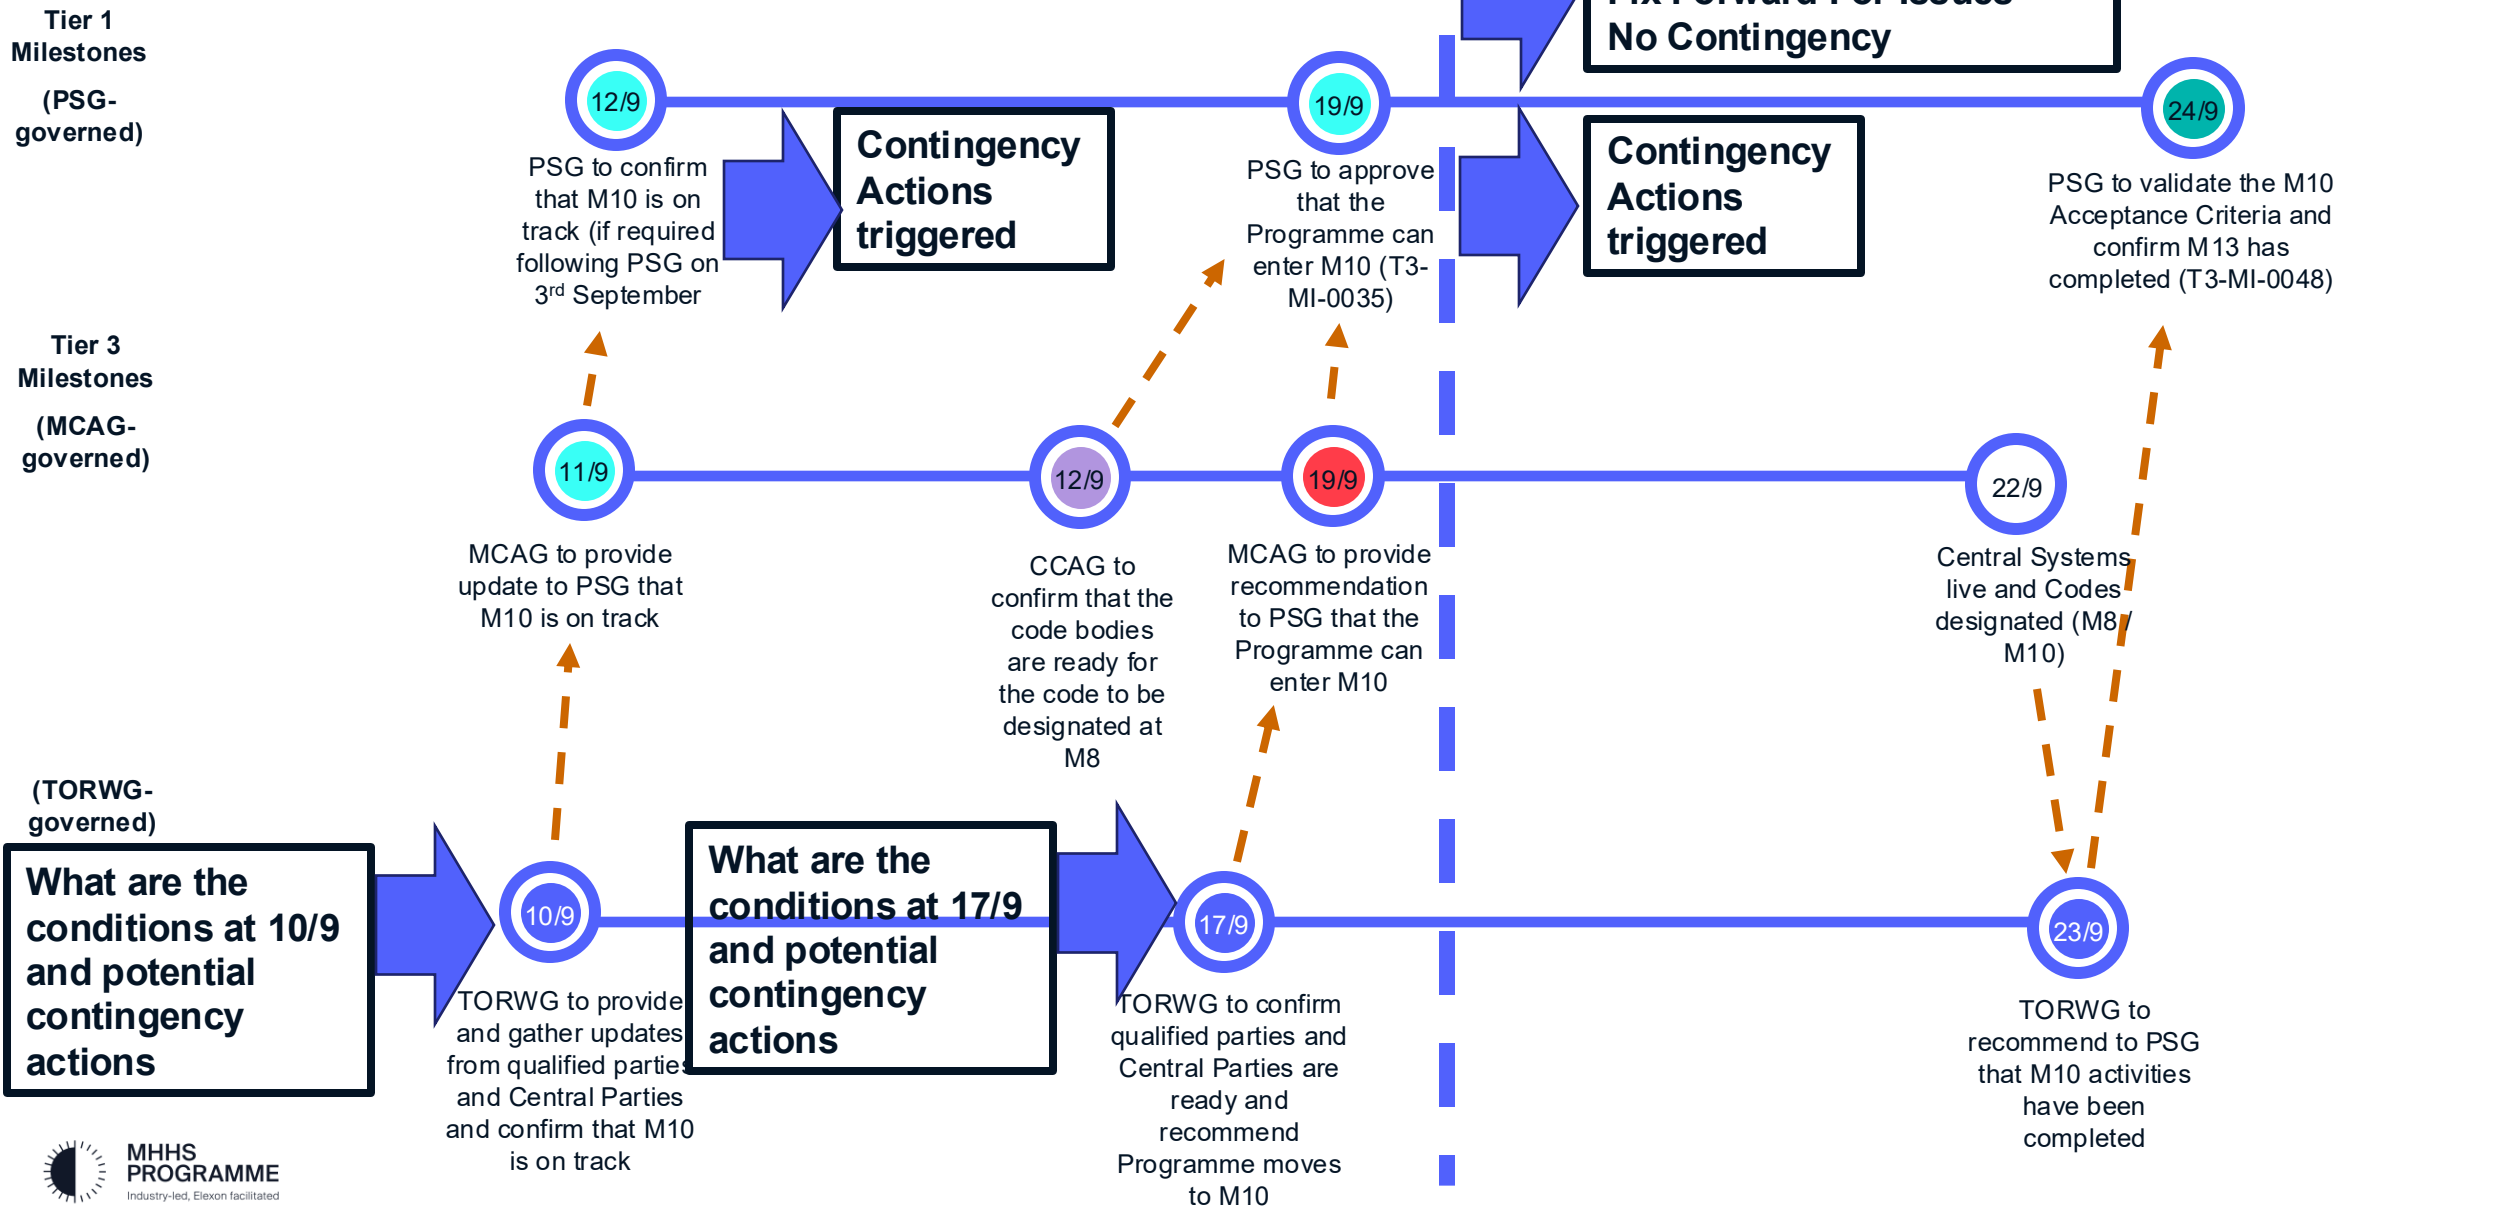 Tier 1
Milestones
(PSG-
governed)
Fix Forward For Issues
No Contingency
12/9
19/9
24/9
PSG to confirm
that M10 is on
track (if required
following PSG on
3rd September
Contingency
Actions
triggered
PSG to approve
that the
Programme can
enter M10 (T3-
MI-0035)
Contingency
Actions
triggered
PSG to validate the M10
Acceptance Criteria and
confirm M13 has
completed (T3-MI-0048)
Tier 3
Milestones
(MCAG-
governed)
11/9
12/9
19/9
22/9
MCAG to provide
update to PSG that
M10 is on track
CCAG to
confirm that the
code bodies
are ready for
the code to be
designated at
M8
MCAG to provide
recommendation
to PSG that the
Programme can
enter M10
Central Systems
live and Codes
designated (M8 /
M10)
(TORWG-
governed)
What are the
conditions at 10/9
and potential
contingency
actions
10/9
What are the
conditions at 17/9
and potential
contingency
actions
17/9
23/9
TORWG to provide
and gather updates
from qualified parties
and Central Parties
and confirm that M10
is on track
TORWG to confirm
qualified parties and
Central Parties are
ready and
recommend
Programme moves
to M10
TORWG to
recommend to PSG
that M10 activities
have been
completed
MHHS
PROGRAMME
Industry-led, Elexon facilitated